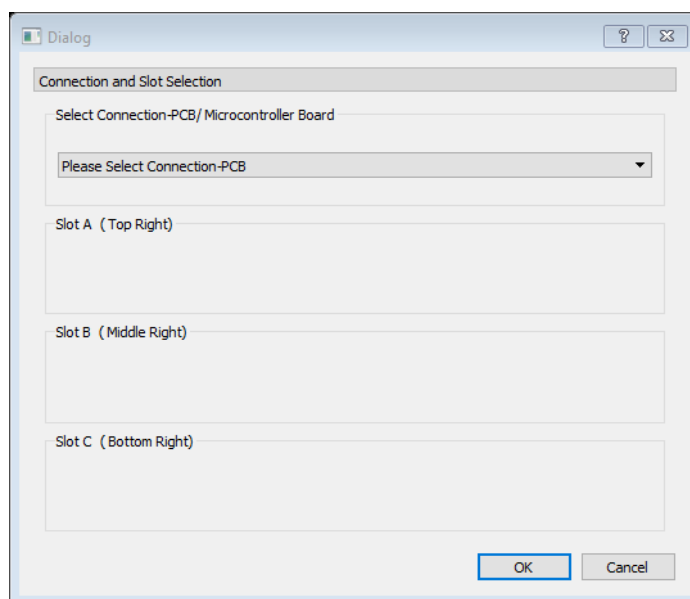 Dialog
Connection and Slot Selection
Select Connection-PCB/ Microcontroller Board
Please Select Connection-PCB
Slot A ( Top Right)
Slot B ( Middle Right)
Slot C ( Bottom Right)
OK Cancel